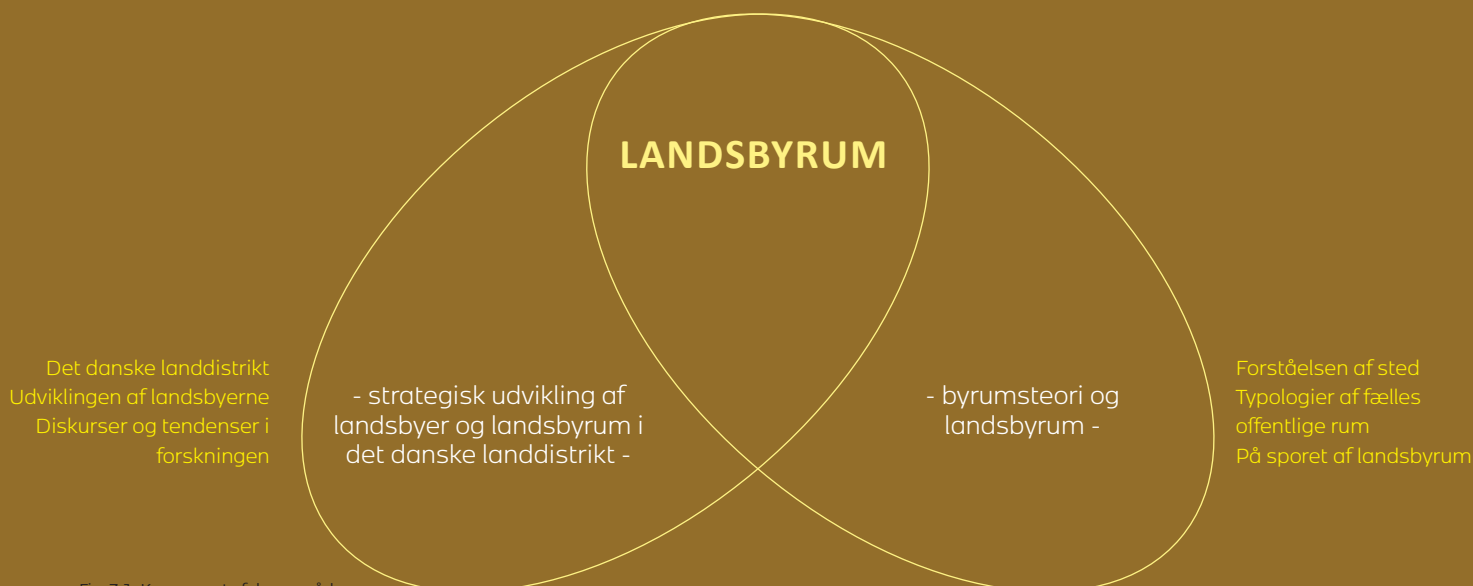 LANDSBYRUM
Det danske landdistrikt
Udviklingen af landsbyerne
Diskurser og tendenser i
forskningen
- strategisk udvikling af
landsbyer og landsbyrum i
det danske landdistrikt -
- byrumsteori og
landsbyrum -
Forståelsen af sted
Typologier af fælles
offentlige rum
På sporet af landsbyrum